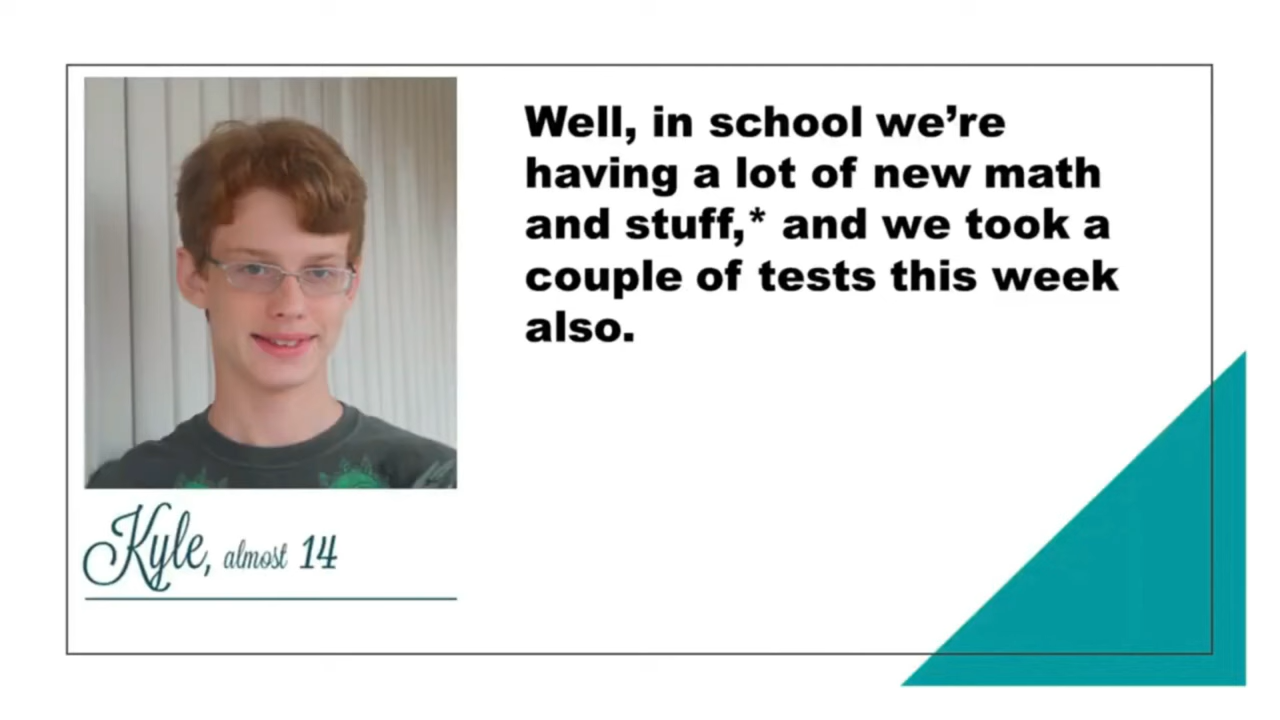 Well, in school we’re
having a lot of new math
and stuff,* and we took a
couple of tests this week
also.
Kyle, almost 14